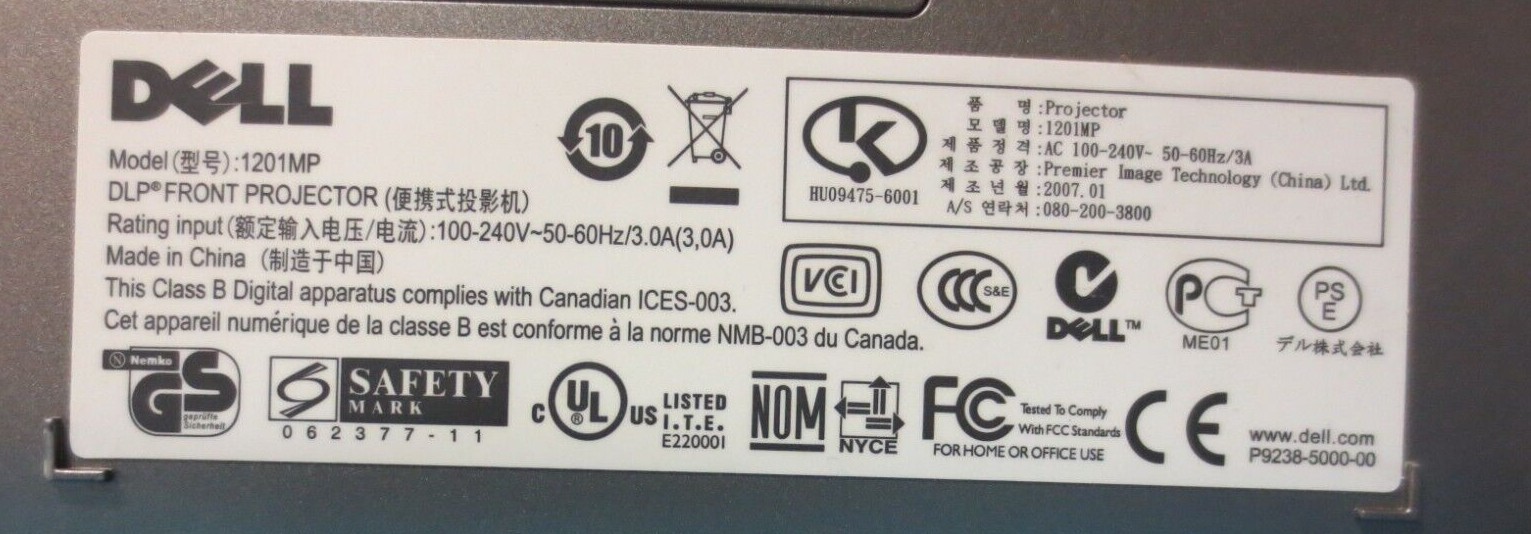 DELL
Model (型号):1201MP
DLP® FRONT PROJECTOR (便携式投影机)
Rating input (额定输入电压/电流):100-240V~50-60Hz/3.0A(3,0A)
Made in China (制造于中国)
This Class B Digital apparatus complies with Canadian ICES-003.
Cet appareil numérique de la classe B est conforme à la norme NMB-003 du Canada.
10
HU09475-6001
품 명:Projector
모 델 명:1201MP
제 품 정 격:AC 100-240V~ 50-60Hz/3A
제 조 공 장:Premier Image Technology (China) Ltd.
제 조 년 월:2007.01
A/S 연락처:080-200-3800
VCI
CCC S&E
DELL™
PCT
ME01
PS
E
デル株式会社
N Nemko
GS
geprüfte
Sicherheit
S SAFETY
MARK
062377-11
C UL® US LISTED
I.T.E.
E220001
NOM
NYCE
FCC Tested To Comply
With FCC Standards
FOR HOME OR OFFICE USE
CE
www.dell.com
P9238-5000-00